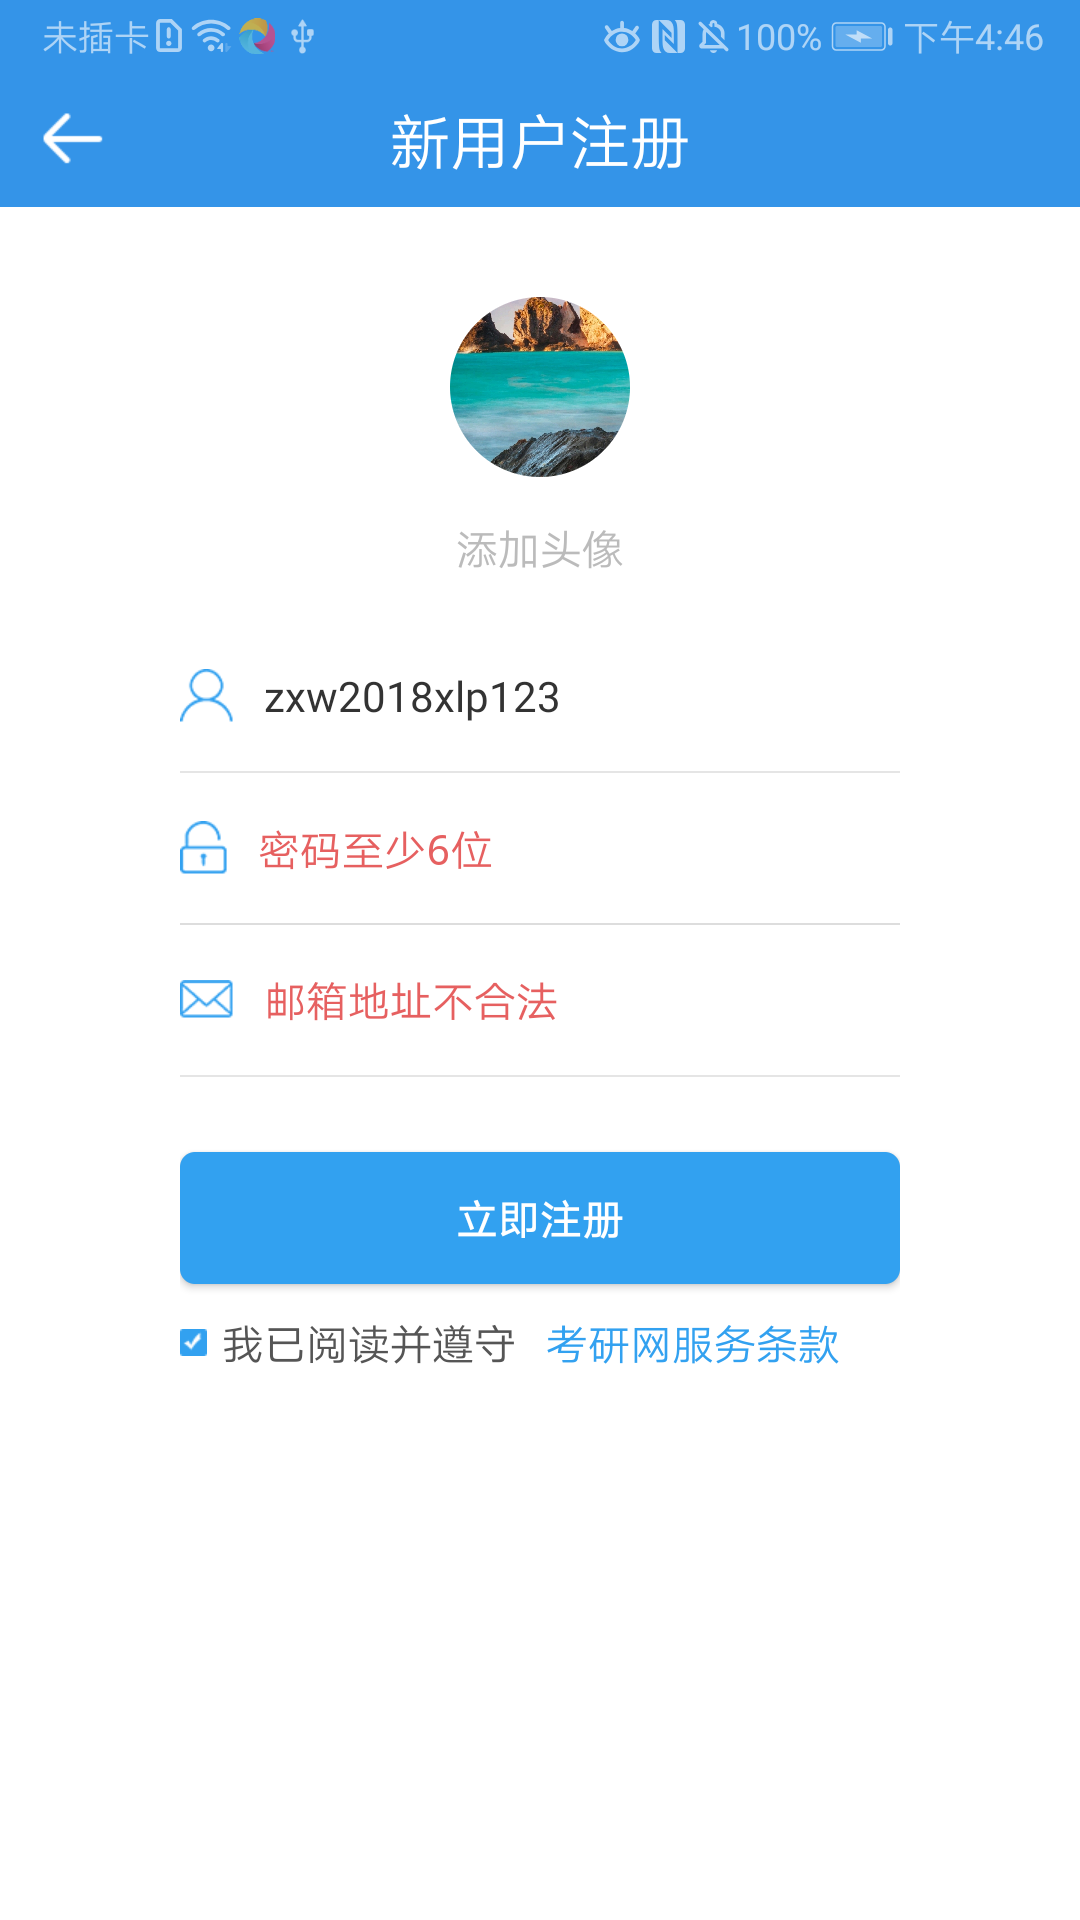 未插卡 100% 下午4:46
新用户注册
添加头像
zxw2018xlp123
密码至少6位
邮箱地址不合法
立即注册
我已阅读并遵守 考研网服务条款